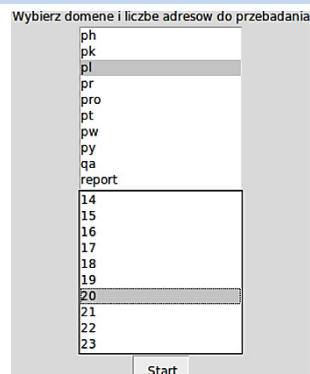 Wybierz domene i liczbe adresow do przebadania
ph
pk
pl
pr
pro
pt
pw
py
qa
report
14
15
16
17
18
19
20
21
22
23
Start